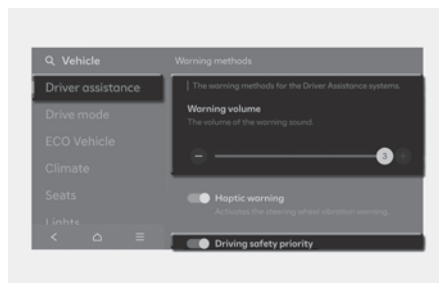 Vehicle
Warning methods
Driver assistance
The warning methods for the Driver Assistance systems.
Drive mode
Warning volume
The volume of the warning sound.
ECO Vehicle
3
Climate
Seats
Haptic warning
Activates the steering wheel vibration warning.
Lights
Driving safety priority